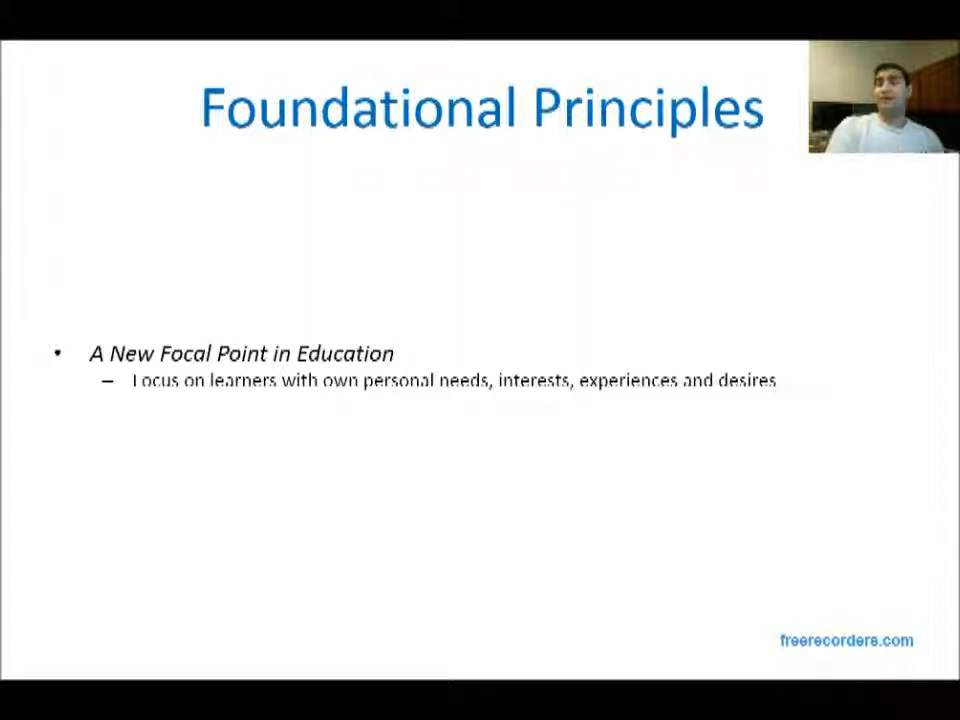 Foundational Principles
• A New Focal Point in Education
– Focus on learners with own personal needs, interests, experiences and desires
freerecorders.com